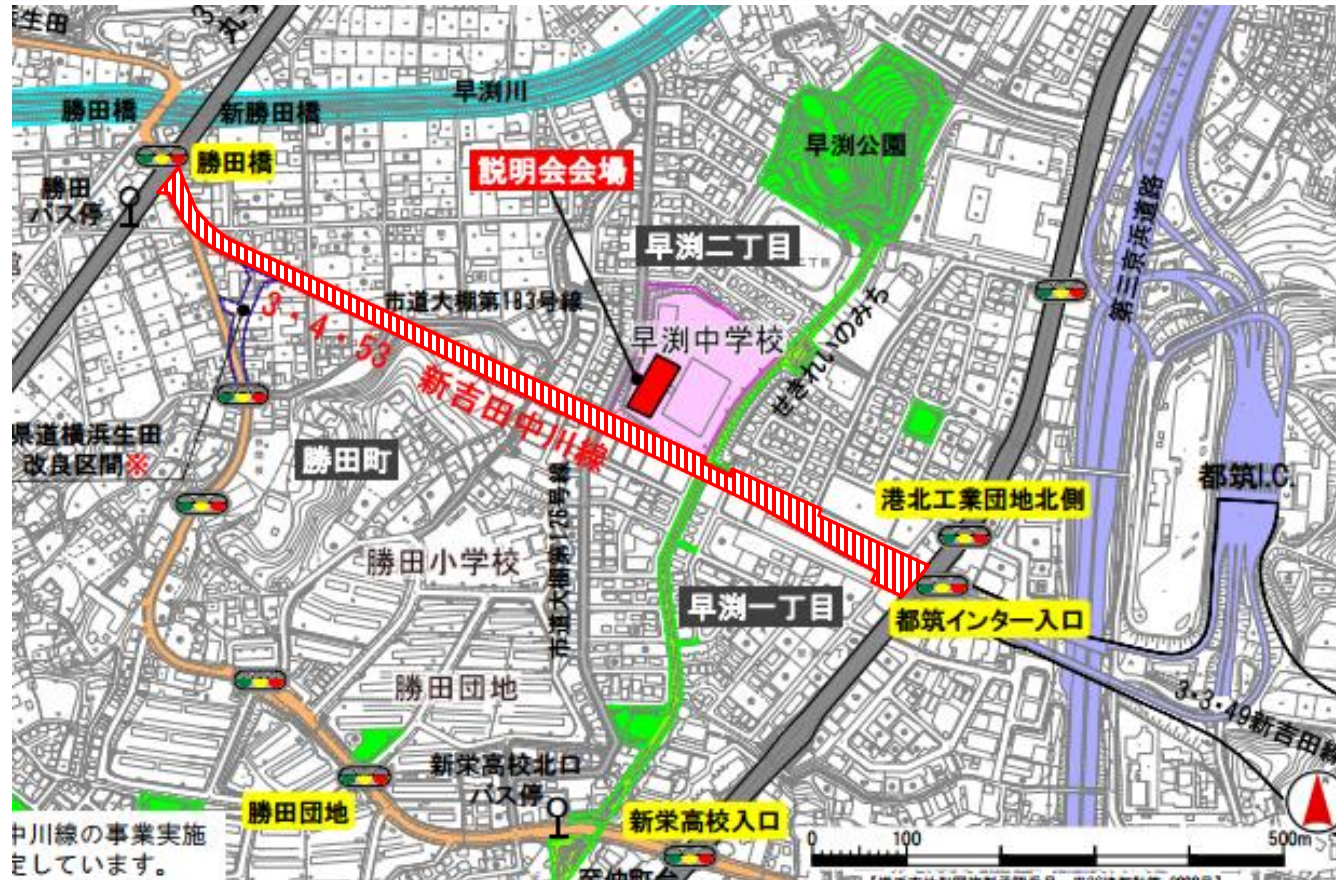 勝田橋
新勝田橋
早渕川
勝田橋
勝田
バス停
説明会会場
早渕公園
早渕二丁目
第三京浜道路
市道大棚第183号線
3・4・53
新吉田中川線
早渕中学校
せきれいのみち
県道横浜生田
改良区間※
勝田町
市道大棚第126号線
港北工業団地北側
都筑I.C.
勝田小学校
早渕一丁目
都筑インター入口
勝田団地
3・3・49新吉田線
新栄高校北口
バス停
勝田団地
新栄高校入口
中川線の事業実施
定しています。
0 100 500m